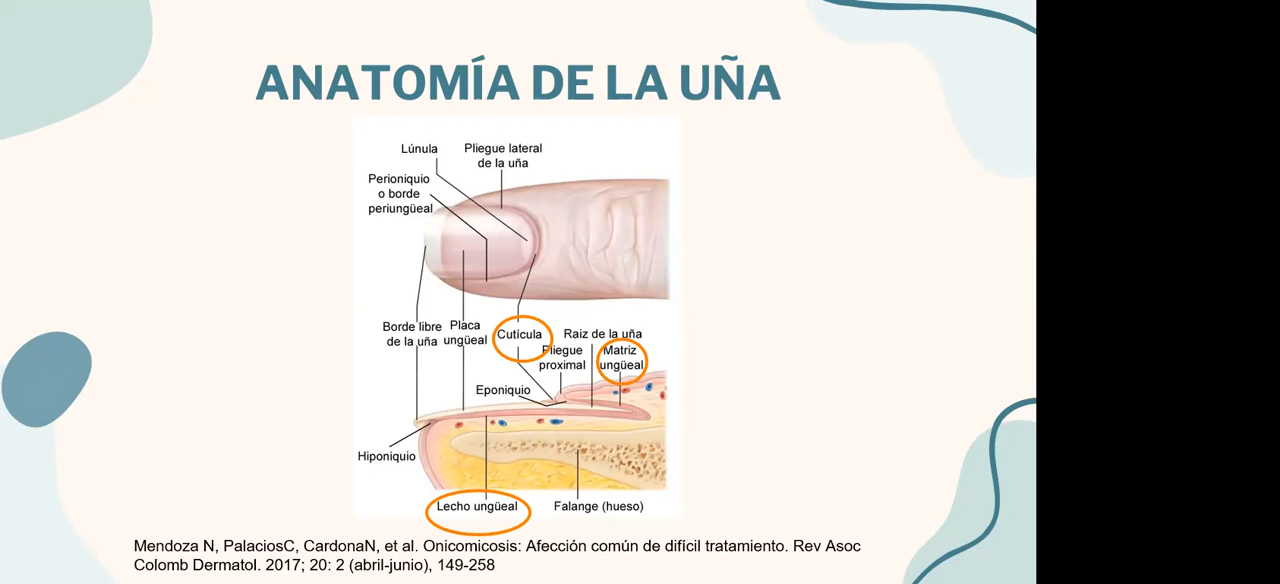 ANATOMÍA DE LA UÑA
Lúnula
Pliegue lateral
de la uña
Perioniquio
o borde
periungüeal
Borde libre
de la uña
Placa
ungüeal
Cutícula
Raiz de la uña
Pliegue
proximal
Matriz
ungüeal
Eponiquio
Hiponiquio
Lecho ungüeal
Falange (hueso)
Mendoza N, PalaciosC, CardonaN, et al. Onicomicosis: Afección común de difícil tratamiento. Rev Asoc
Colomb Dermatol. 2017; 20: 2 (abril-junio), 149-258